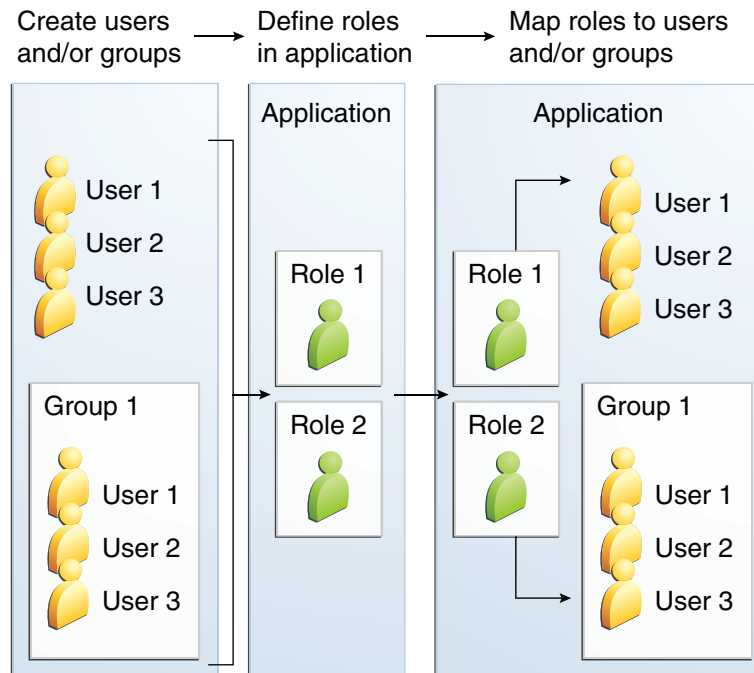 Create users
and/or groups
Define roles
in application
Map roles to users
and/or groups
User 1
User 2
User 3
Group 1
User 1
User 2
User 3
Application
Role 1
Role 2
Application
Role 1
Role 2
User 1
User 2
User 3
Group 1
User 1
User 2
User 3